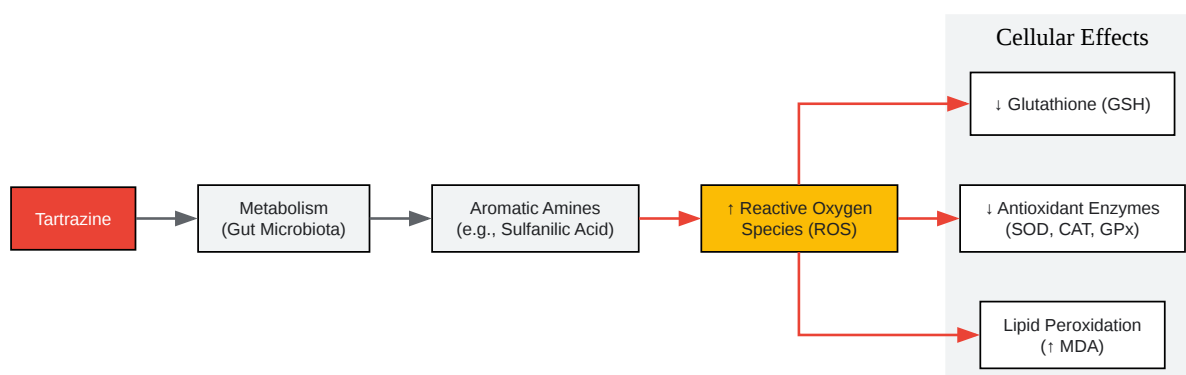 Cellular Effects
↓ Glutathione (GSH)
Tartrazine
Metabolism
(Gut Microbiota)
Aromatic Amines
(e.g., Sulfanilic Acid)
↑ Reactive Oxygen
Species (ROS)
↓ Antioxidant Enzymes
(SOD, CAT, GPx)
Lipid Peroxidation
(↑ MDA)